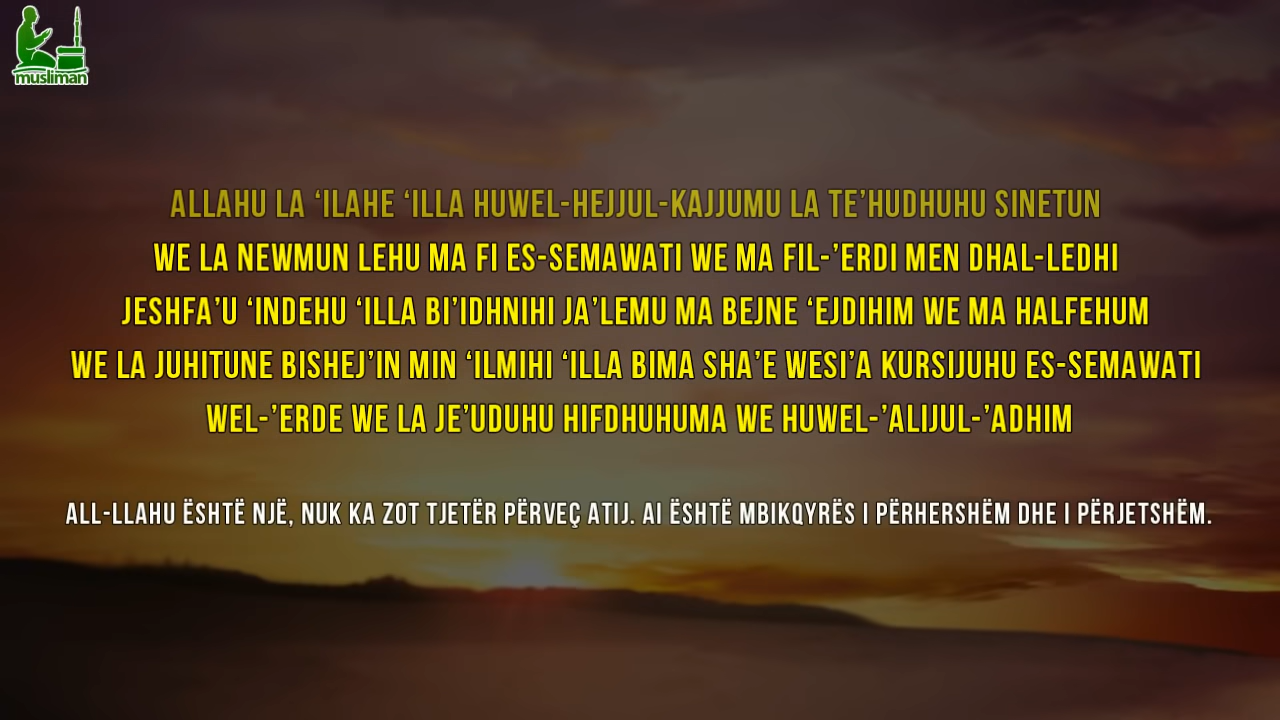 musliman
ALLAHU LA ‘ILAHE ‘ILLA HUWEL-HEJJUL-KAJJUMU LA TE’HUDHUHU SINETUN
WE LA NEWMUN LEHU MA FI ES-SEMAWATI WE MA FIL-’ERDI MEN DHAL-LEDHI
JESHFA’U ‘INDEHU ‘ILLA BI’IDHNIHI JA’LEMU MA BEJNE ‘EJDIHIM WE MA HALFEHUM
WE LA JUHITUNE BISHEJ’IN MIN ‘ILMIHI ‘ILLA BIMA SHA’E WESI’A KURSIJUHU ES-SEMAWATI
WEL-’ERDE WE LA JE’UDUHU HIFDHUHUMA WE HUWEL-’ALIJUL-’ADHIM
ALL-LLAHU ËSHTË NJË, NUK KA ZOT TJETËR PËRVEÇ ATIJ. AI ËSHTË MBIKQYRËS I PËRHERSHËM DHE I PËRJETSHËM.